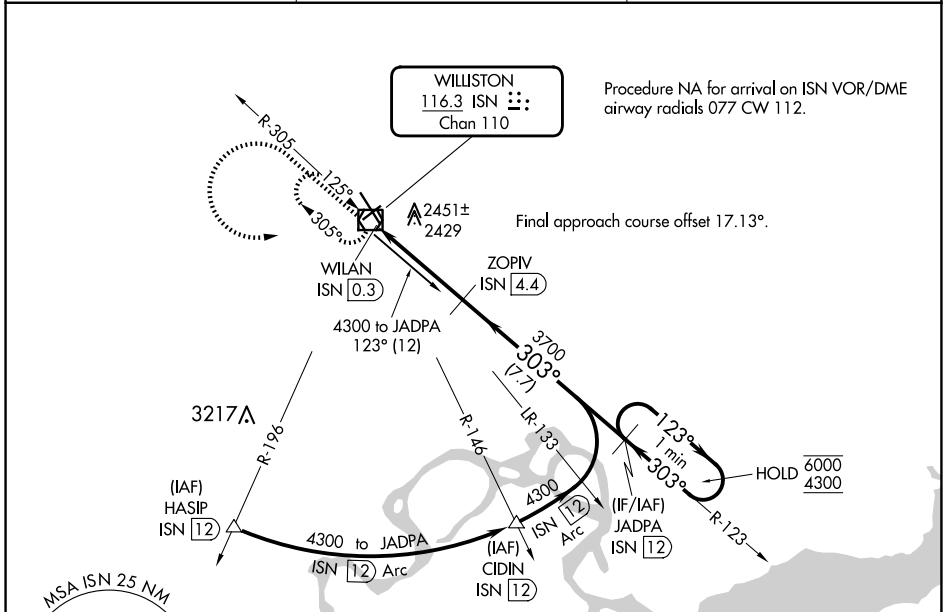 WILLISTON
116.3 ISN
Chan 110
Procedure NA for arrival on ISN VOR/DME
airway radials 077 CW 112.
R-305
125°
305°
2451±
2429
Final approach course offset 17.13°.
WILAN
ISN 0.3
ZOPIV
ISN 4.4
4300 to JADPA
123° (12)
3700
303°
(7.7)
3217
R-196
R-146
LR-133
123°
1 min
303°
HOLD 6000
4300
(IAF)
HASIP
ISN 12
4300 to JADPA
ISN 12 Arc
4300
ISN 12
Arc
(IAF)
CIDIN
ISN 12
(IF/IAF)
JADPA
ISN 12
R-123
MSA ISN 25 NM